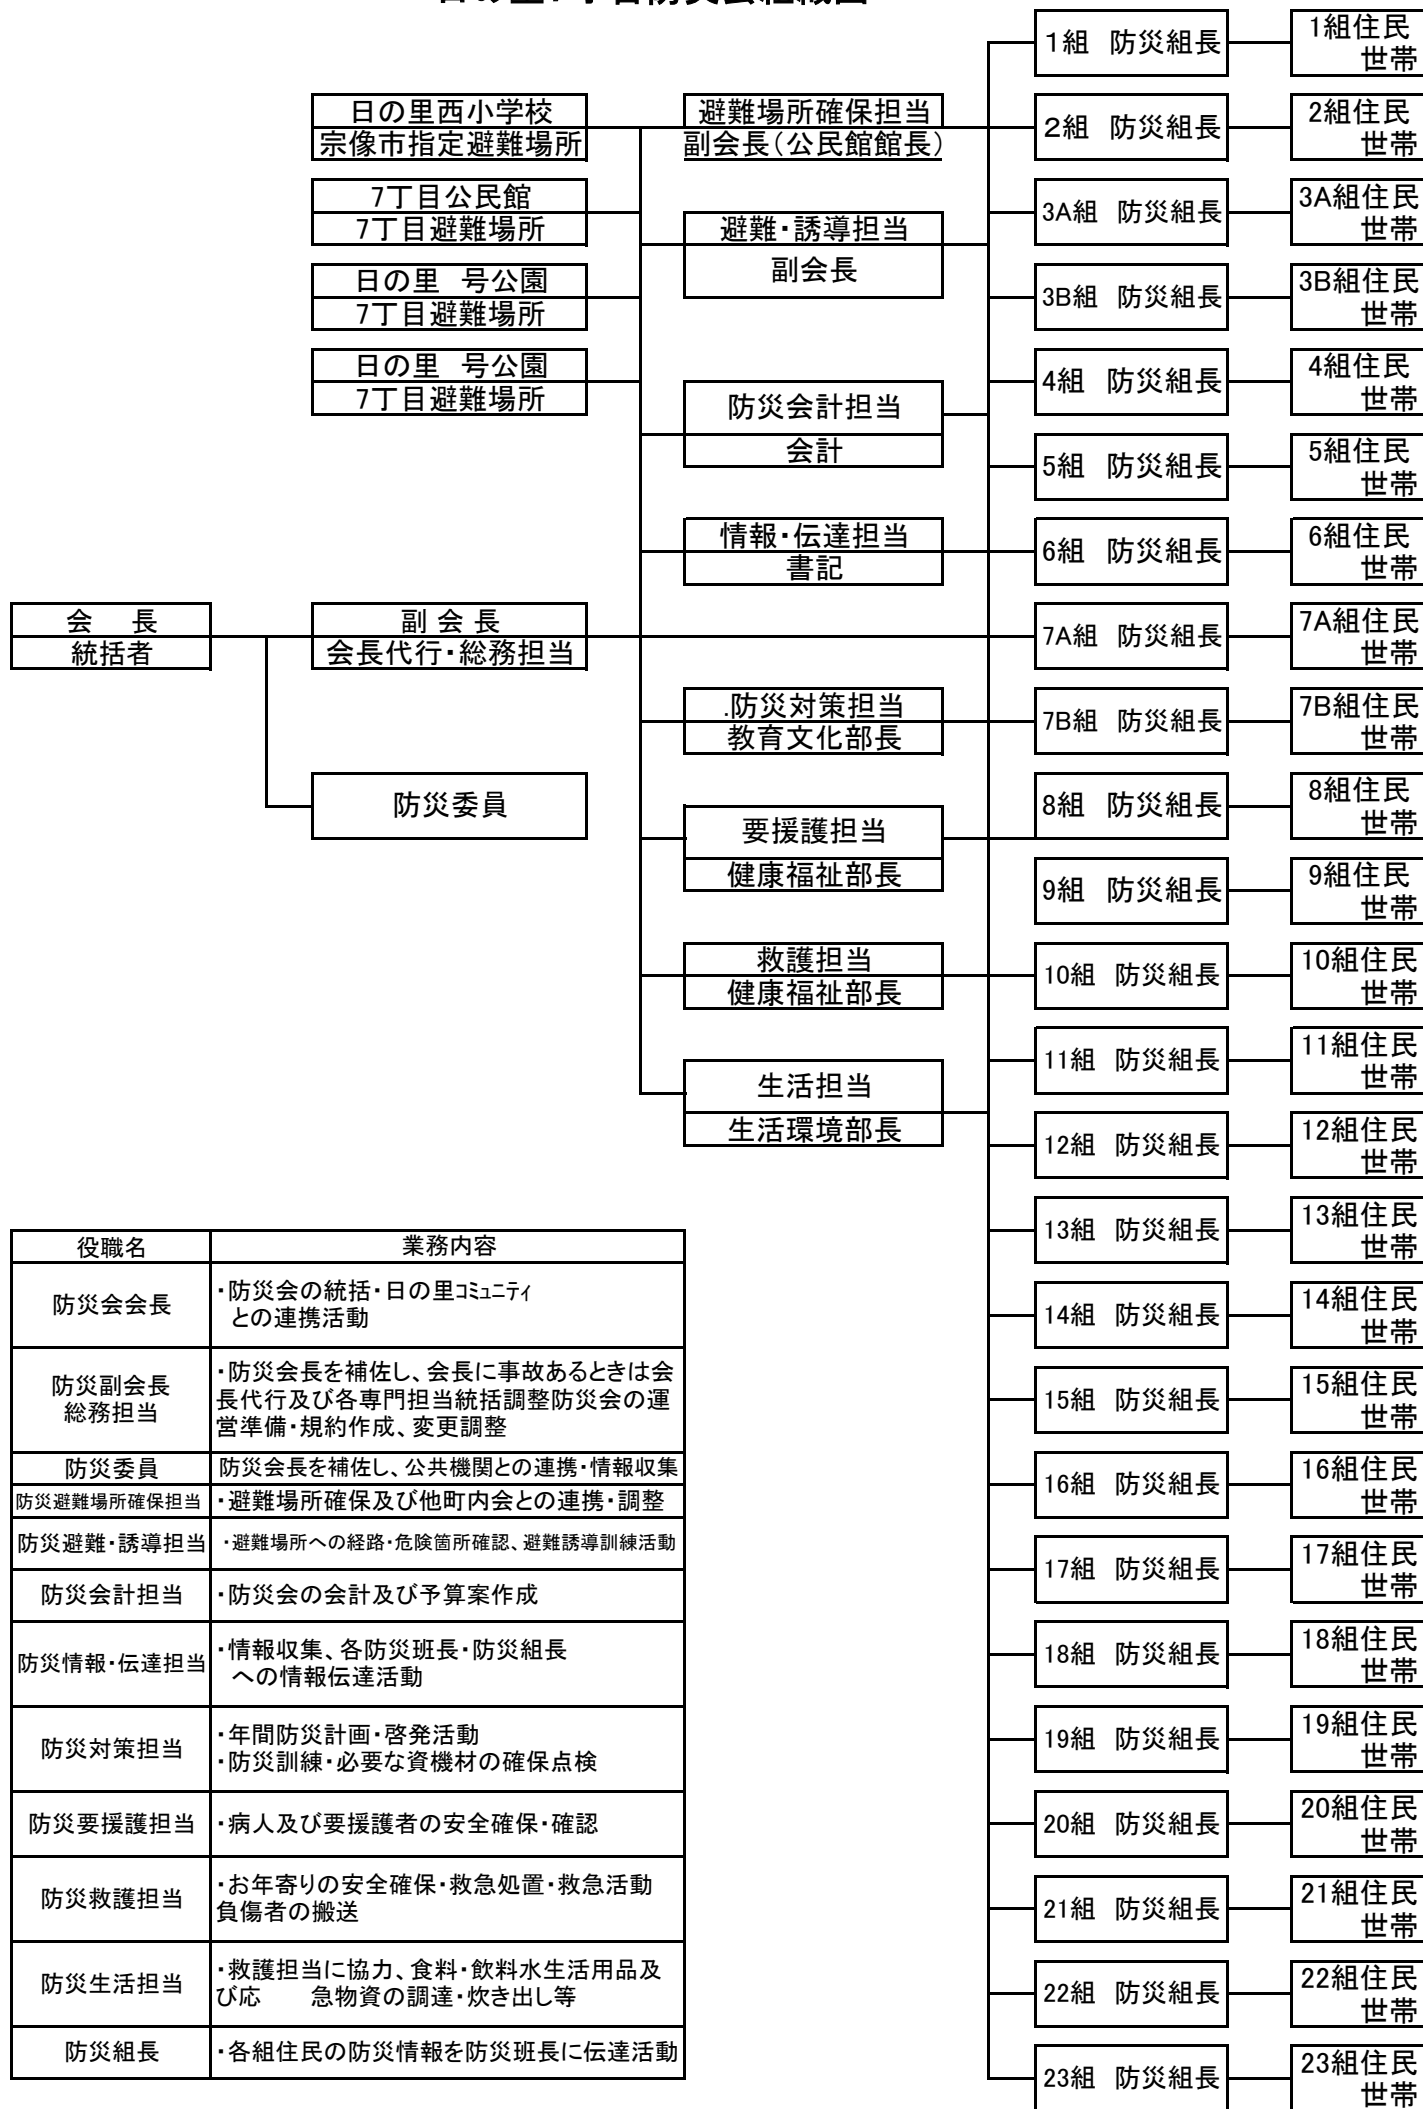 1組　防災組長
1組住民
世帯
日の里西小学校
宗像市指定避難場所
避難場所確保担当
副会長（公民館館長）
2組　防災組長
2組住民
世帯
7丁目公民館
7丁目避難場所
避難・誘導担当
副会長
3A組　防災組長
3A組住民
世帯
日の里　号公園
7丁目避難場所
3B組　防災組長
3B組住民
世帯
日の里　号公園
7丁目避難場所
防災会計担当
会計
4組　防災組長
4組住民
世帯
5組　防災組長
5組住民
世帯
情報・伝達担当
書記
6組　防災組長
6組住民
世帯
会　長
統括者
副 会 長
会長代行・総務担当
7A組　防災組長
7A組住民
世帯
.防災対策担当
教育文化部長
7B組　防災組長
7B組住民
世帯
防災委員
要援護担当
健康福祉部長
8組　防災組長
8組住民
世帯
9組　防災組長
9組住民
世帯
救護担当
健康福祉部長
10組　防災組長
10組住民
世帯
11組　防災組長
11組住民
世帯
生活担当
生活環境部長
12組　防災組長
12組住民
世帯
13組　防災組長
13組住民
世帯
14組　防災組長
14組住民
世帯
15組　防災組長
15組住民
世帯
16組　防災組長
16組住民
世帯
17組　防災組長
17組住民
世帯
18組　防災組長
18組住民
世帯
19組　防災組長
19組住民
世帯
20組　防災組長
20組住民
世帯
21組　防災組長
21組住民
世帯
22組　防災組長
22組住民
世帯
23組　防災組長
23組住民
世帯
役職名
業務内容
防災会会長
・防災会の統括・日の里ｺﾐｭﾆﾃｨ
との連携活動
防災副会長
総務担当
・防災会長を補佐し、会長に事故あるときは会
長代行及び各専門担当統括調整防災会の運
営準備・規約作成、変更調整
防災委員
防災会長を補佐し、公共機関との連携・情報収集
防災避難場所確保担当
・避難場所確保及び他町内会との連携・調整
防災避難・誘導担当
・避難場所への経路・危険箇所確認、避難誘導訓練活動
防災会計担当
・防災会の会計及び予算案作成
防災情報・伝達担当
・情報収集、各防災班長・防災組長
への情報伝達活動
防災対策担当
・年間防災計画・啓発活動
・防災訓練・必要な資機材の確保点検
防災要援護担当
・病人及び要援護者の安全確保・確認
防災救護担当
・お年寄りの安全確保・救急処置・救急活動
負傷者の搬送
防災生活担当
・救護担当に協力、食料・飲料水生活用品及
び応　　急物資の調達・炊き出し等
防災組長
・各組住民の防災情報を防災班長に伝達活動